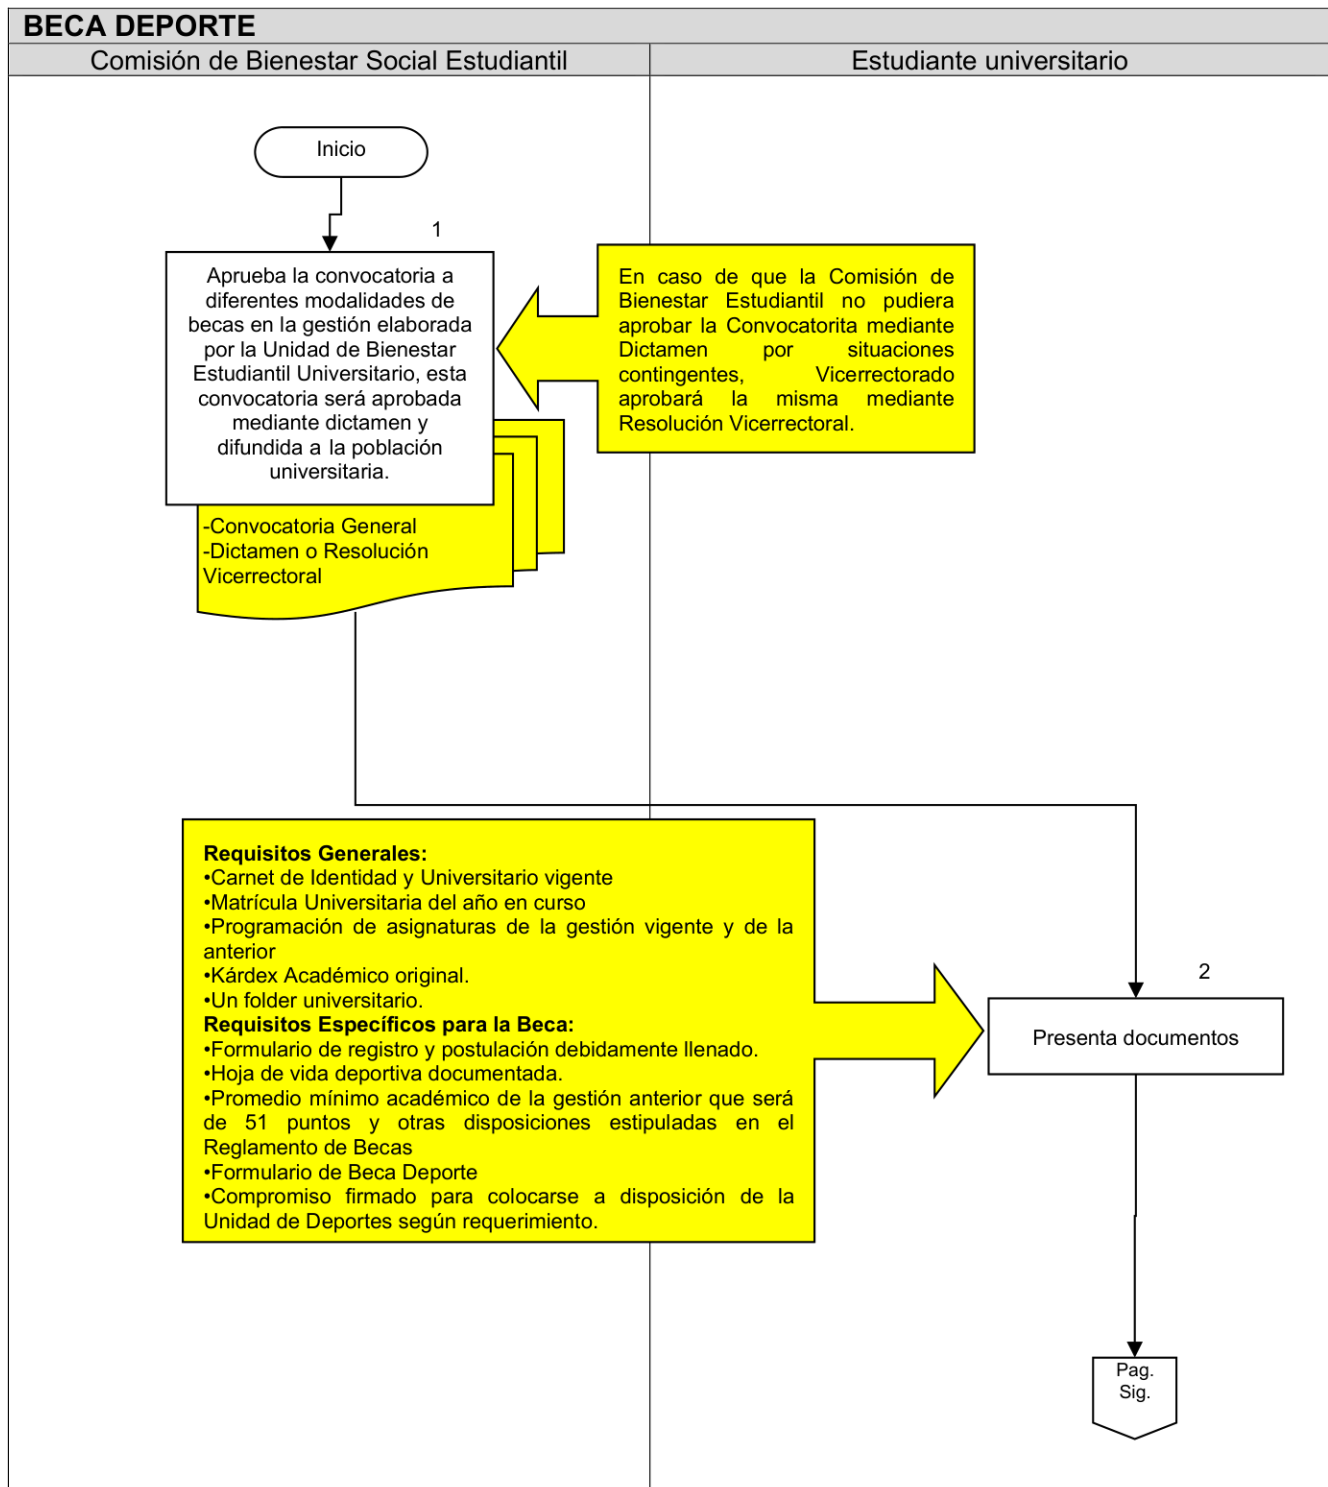 BECA DEPORTE
Comisión de Bienestar Social Estudiantil
Estudiante universitario
Inicio
1
Aprueba la convocatoria a
diferentes modalidades de
becas en la gestión elaborada
por la Unidad de Bienestar
Estudiantil Universitario, esta
convocatoria será aprobada
mediante dictamen y
difundida a la población
universitaria.
En caso de que la Comisión de
Bienestar Estudiantil no pudiera
aprobar la Convocatorita mediante
Dictamen por situaciones
contingentes, Vicerrectorado
aprobará la misma mediante
Resolución Vicerrectoral.
-Convocatoria General
-Dictamen o Resolución
Vicerrectoral
Requisitos Generales:
•Carnet de Identidad y Universitario vigente
•Matrícula Universitaria del año en curso
•Programación de asignaturas de la gestión vigente y de la
anterior
•Kárdex Académico original.
•Un folder universitario.
Requisitos Específicos para la Beca:
•Formulario de registro y postulación debidamente llenado.
•Hoja de vida deportiva documentada.
•Promedio mínimo académico de la gestión anterior que será
de 51 puntos y otras disposiciones estipuladas en el
Reglamento de Becas
•Formulario de Beca Deporte
•Compromiso firmado para colocarse a disposición de la
Unidad de Deportes según requerimiento.
2
Presenta documentos
Pag.
Sig.